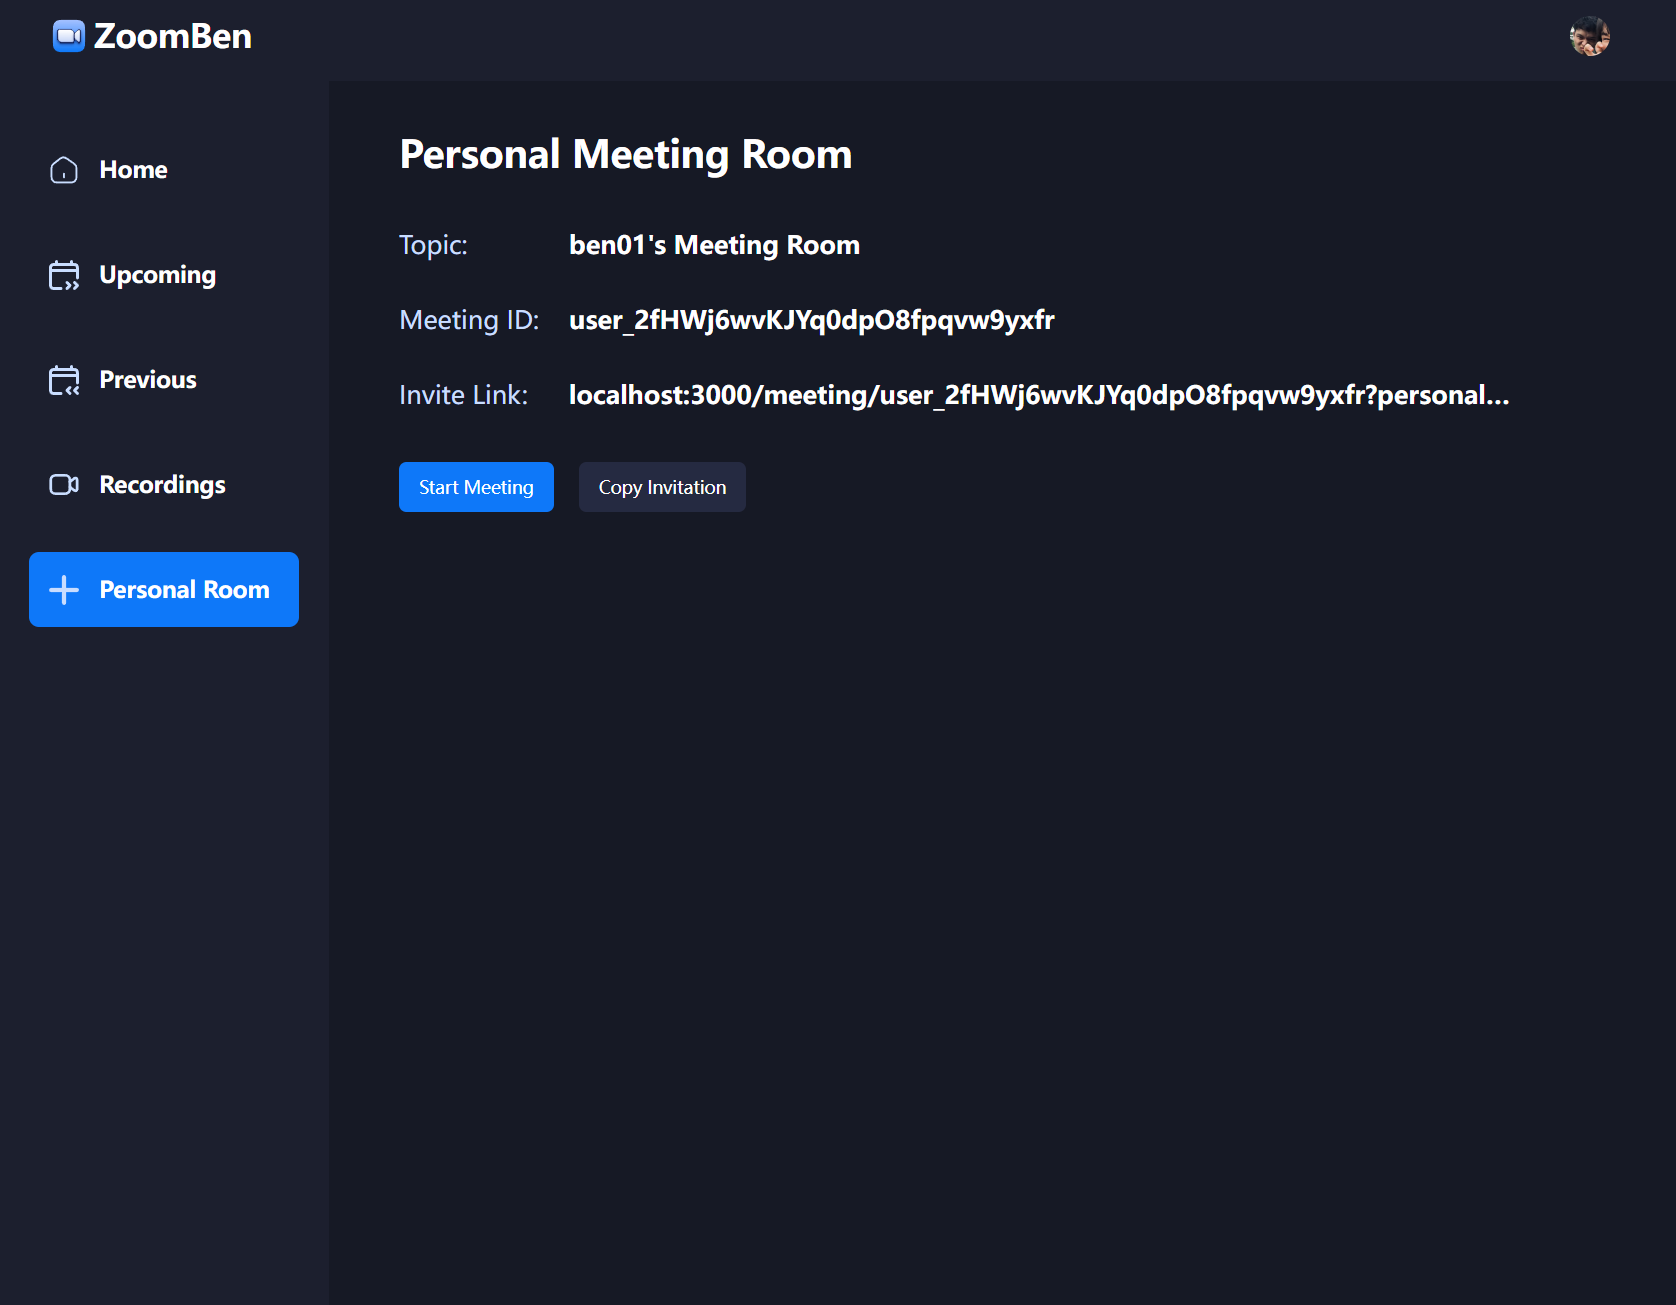 ZoomBen
Home
Upcoming
Previous
Recordings
Personal Room
Personal Meeting Room
Topic: ben01's Meeting Room
Meeting ID: user_2fHWj6wvKJYq0dpO8fpqvw9yxfr
Invite Link: localhost:3000/meeting/user_2fHWj6wvKJYq0dpO8fpqvw9yxfr?personal...
Start Meeting Copy Invitation